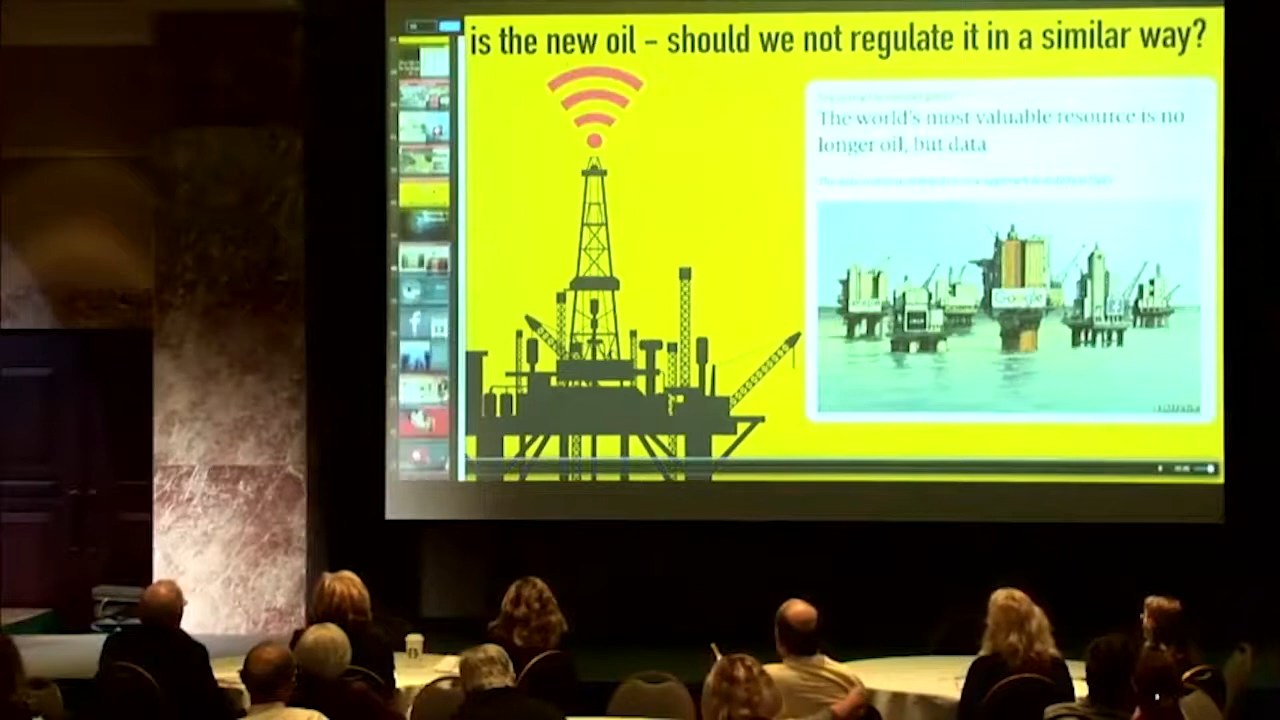 is the new oil – should we not regulate it in a similar way?
The world's most valuable resource is no
longer oil, but data
Google